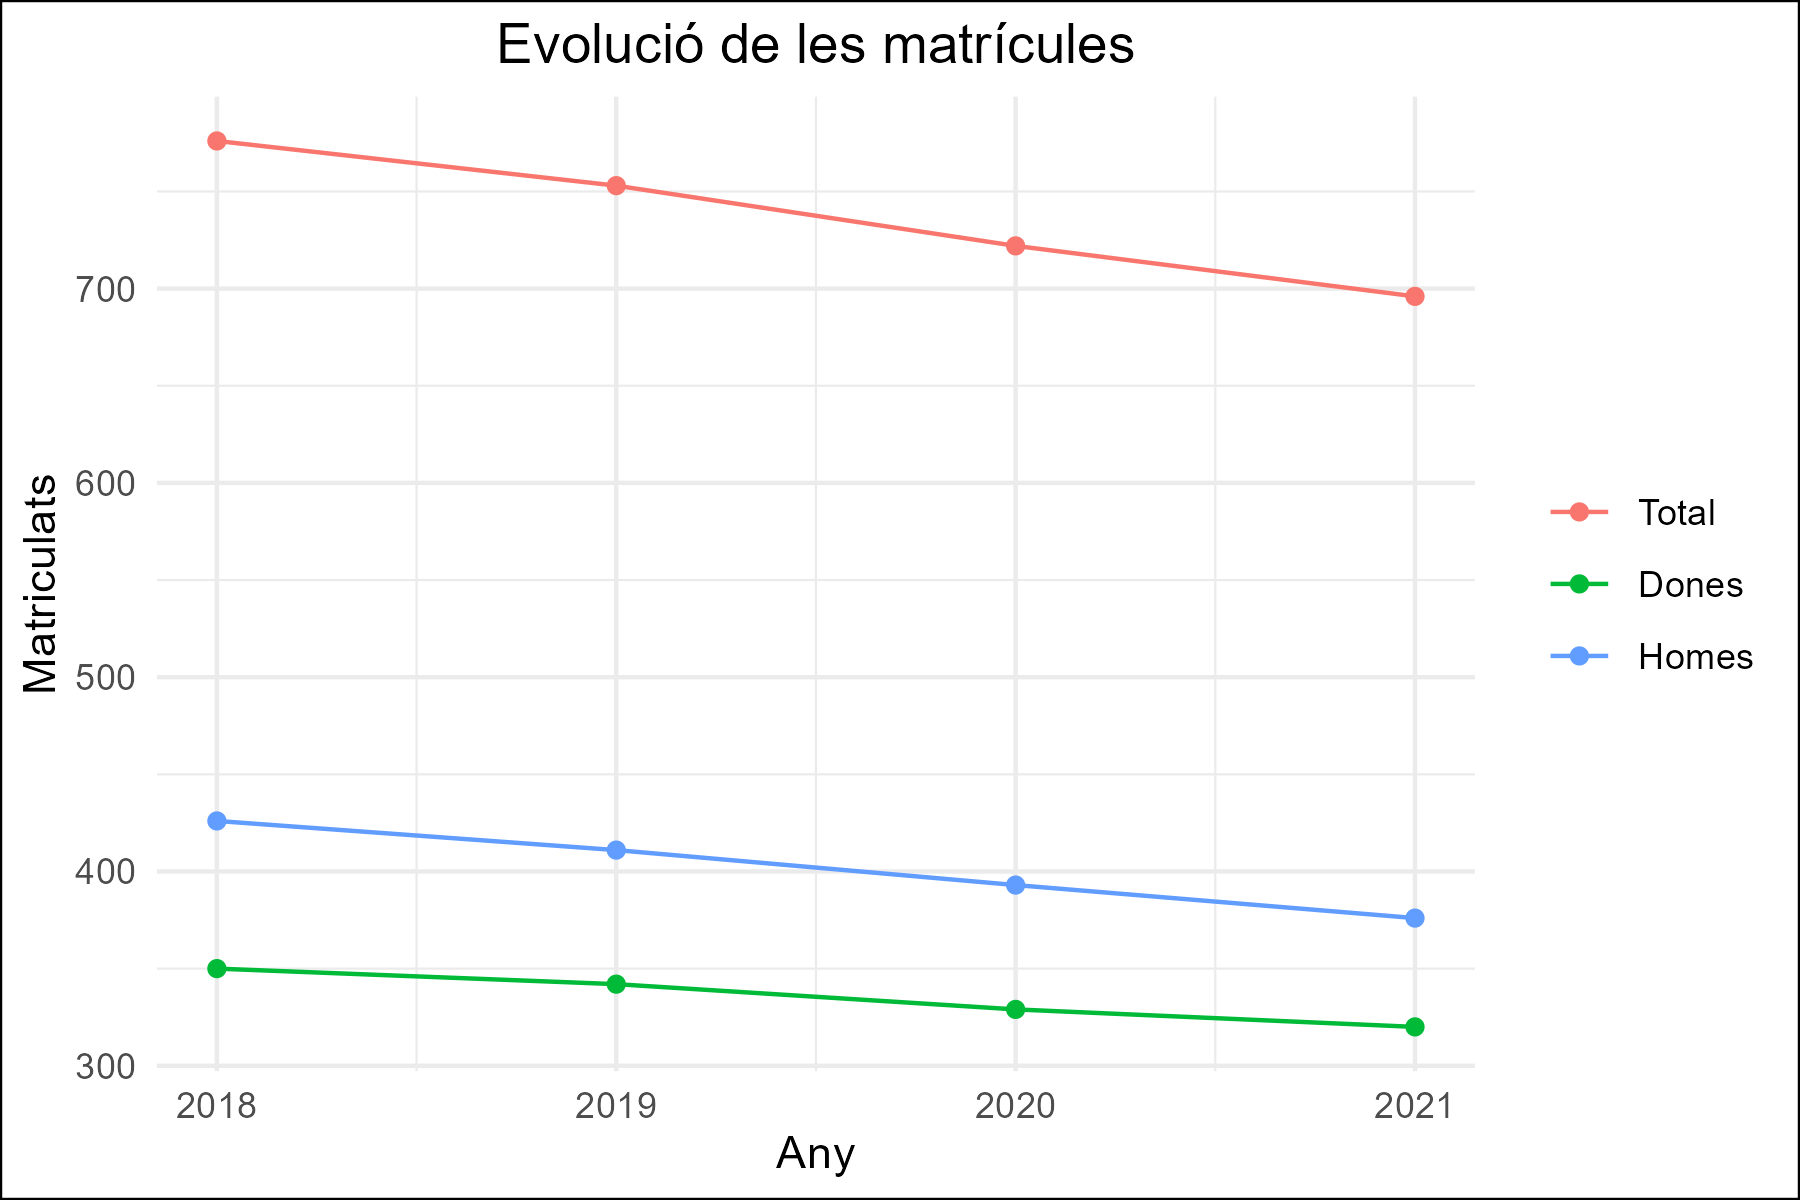 Evolució de les matrícules
Matriculats
700
600
500
400
300
2018
2019
2020
2021
Any
Total
Dones
Homes